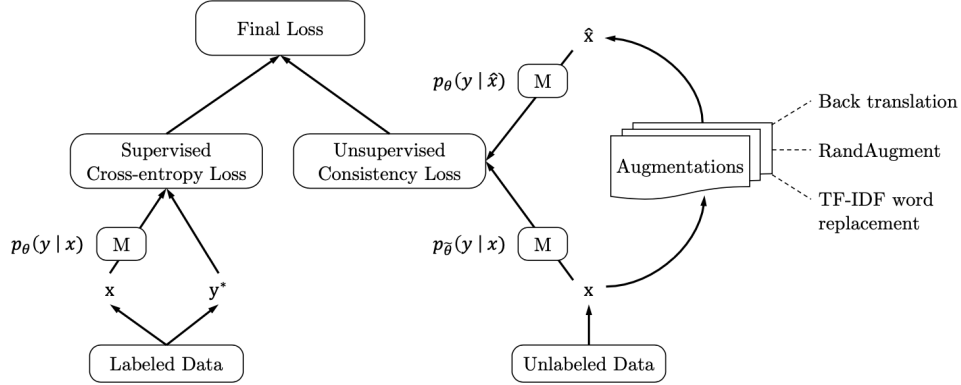 Final Loss
x̂
p_θ(y | x̂)
M
Back translation
RandAugment
TF-IDF word
replacement
Augmentations
Supervised
Cross-entropy Loss
Unsupervised
Consistency Loss
p_θ(y | x)
M
p_θ̃(y | x)
M
x
y*
x
Labeled Data
Unlabeled Data